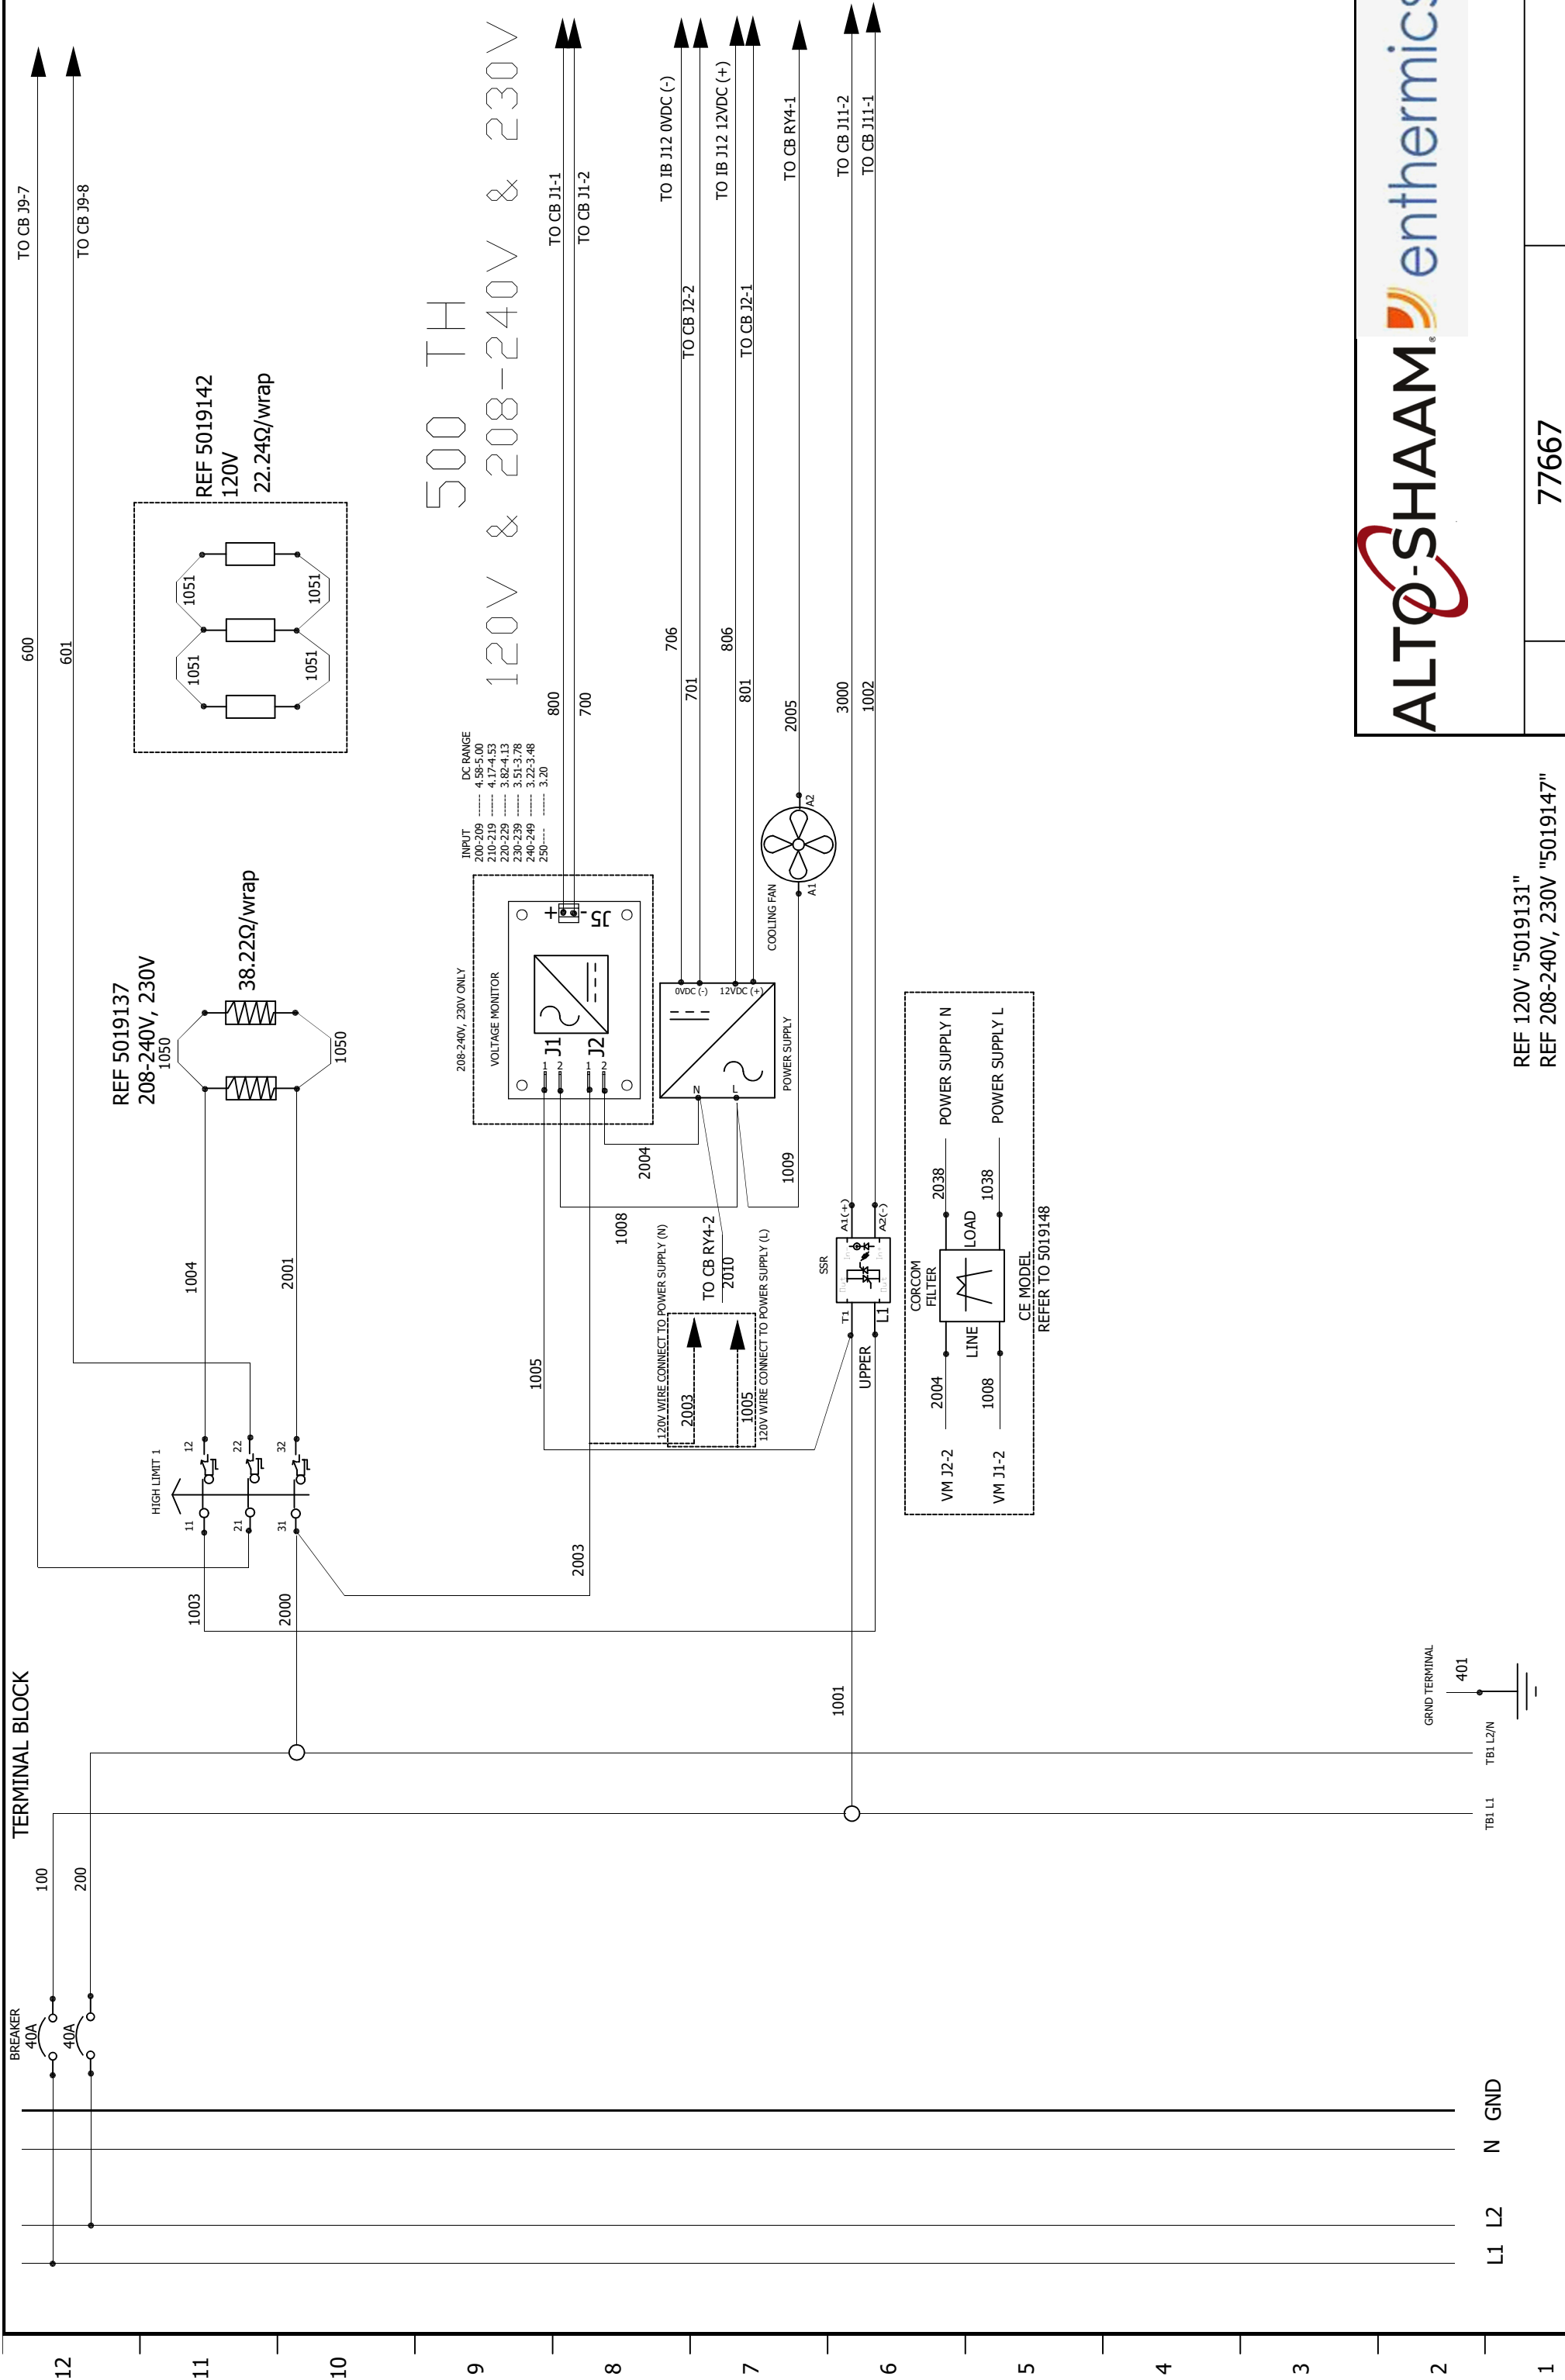 TERMINAL BLOCK
BREAKER
40A
40A
100
200
L1
L2
N
GND
TB1 L1
TB1 L2/N
GRND TERMINAL
401
1001
HIGH LIMIT 1
11
12
21
22
31
32
1003
2000
2003
1004
2001
600
601
TO CB J9-7
TO CB J9-8
REF 5019137
208-240V, 230V
1050
1050
38.22Ω/wrap
REF 5019142
120V
22.24Ω/wrap
1051
1051
1051
1051
500 TH
120V & 208-240V & 230V
INPUT DC RANGE
200-209 ------ 4.58-5.00
210-219 ------ 4.17-4.53
220-229 ------ 3.82-4.13
230-239 ------ 3.51-3.78
240-249 ------ 3.22-3.48
250---- ------ 3.20
208-240V, 230V ONLY
VOLTAGE MONITOR
J1
1
2
J2
1
2
+
-
J5
800
700
TO CB J1-1
TO CB J1-2
0VDC (-)
12VDC (+)
N
L
POWER SUPPLY
706
701
806
801
TO IB J12 0VDC (-)
TO CB J2-2
TO IB J12 12VDC (+)
TO CB J2-1
COOLING FAN
A1
A2
2005
TO CB RY4-1
1005
1008
2004
1009
120V WIRE CONNECT TO POWER SUPPLY (N)
2003
1005
120V WIRE CONNECT TO POWER SUPPLY (L)
TO CB RY4-2
2010
SSR
T1
L1
A1(+)
A2(-)
UPPER
3000
1002
TO CB J11-2
TO CB J11-1
CORCOM
FILTER
LINE
LOAD
VM J2-2
2004
2038
POWER SUPPLY N
VM J1-2
1008
1038
POWER SUPPLY L
CE MODEL
REFER TO 5019148
REF 120V "5019131"
REF 208-240V, 230V "5019147"
ALTO-SHAAM®
enthermics
77667
12
11
10
9
8
7
6
5
4
3
2
1